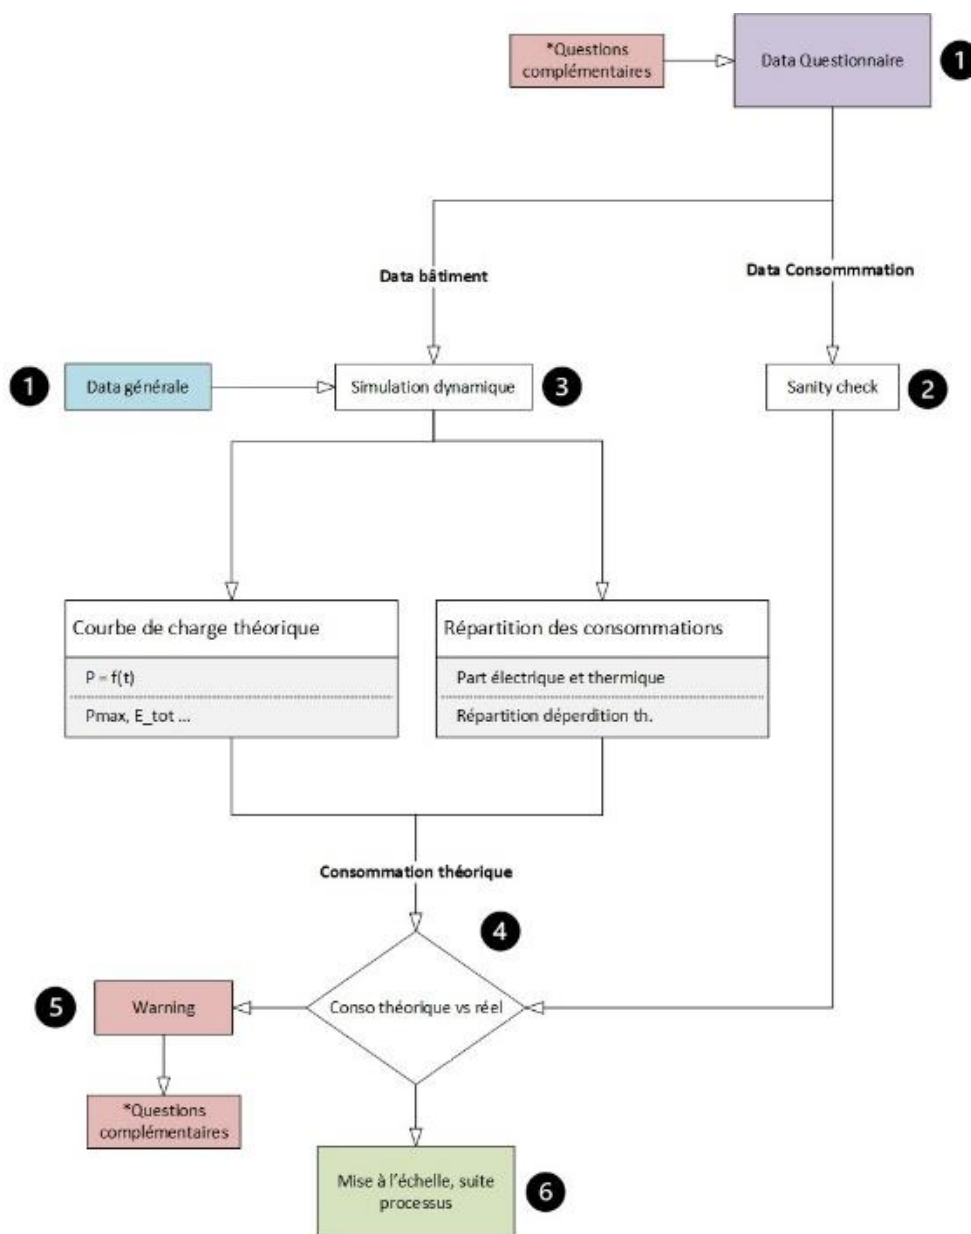 *Questions
complémentaires
Data Questionnaire
1
Data bâtiment
Data Consommmation
1
Data générale
Simulation dynamique
3
Sanity check
2
Courbe de charge théorique
P = f(t)
Pmax, E_tot ...
Répartition des consommations
Part électrique et thermique
Répartition déperdition th.
Consommation théorique
4
5
Warning
Conso théorique vs réel
*Questions
complémentaires
Mise à l'échelle, suite
processus
6